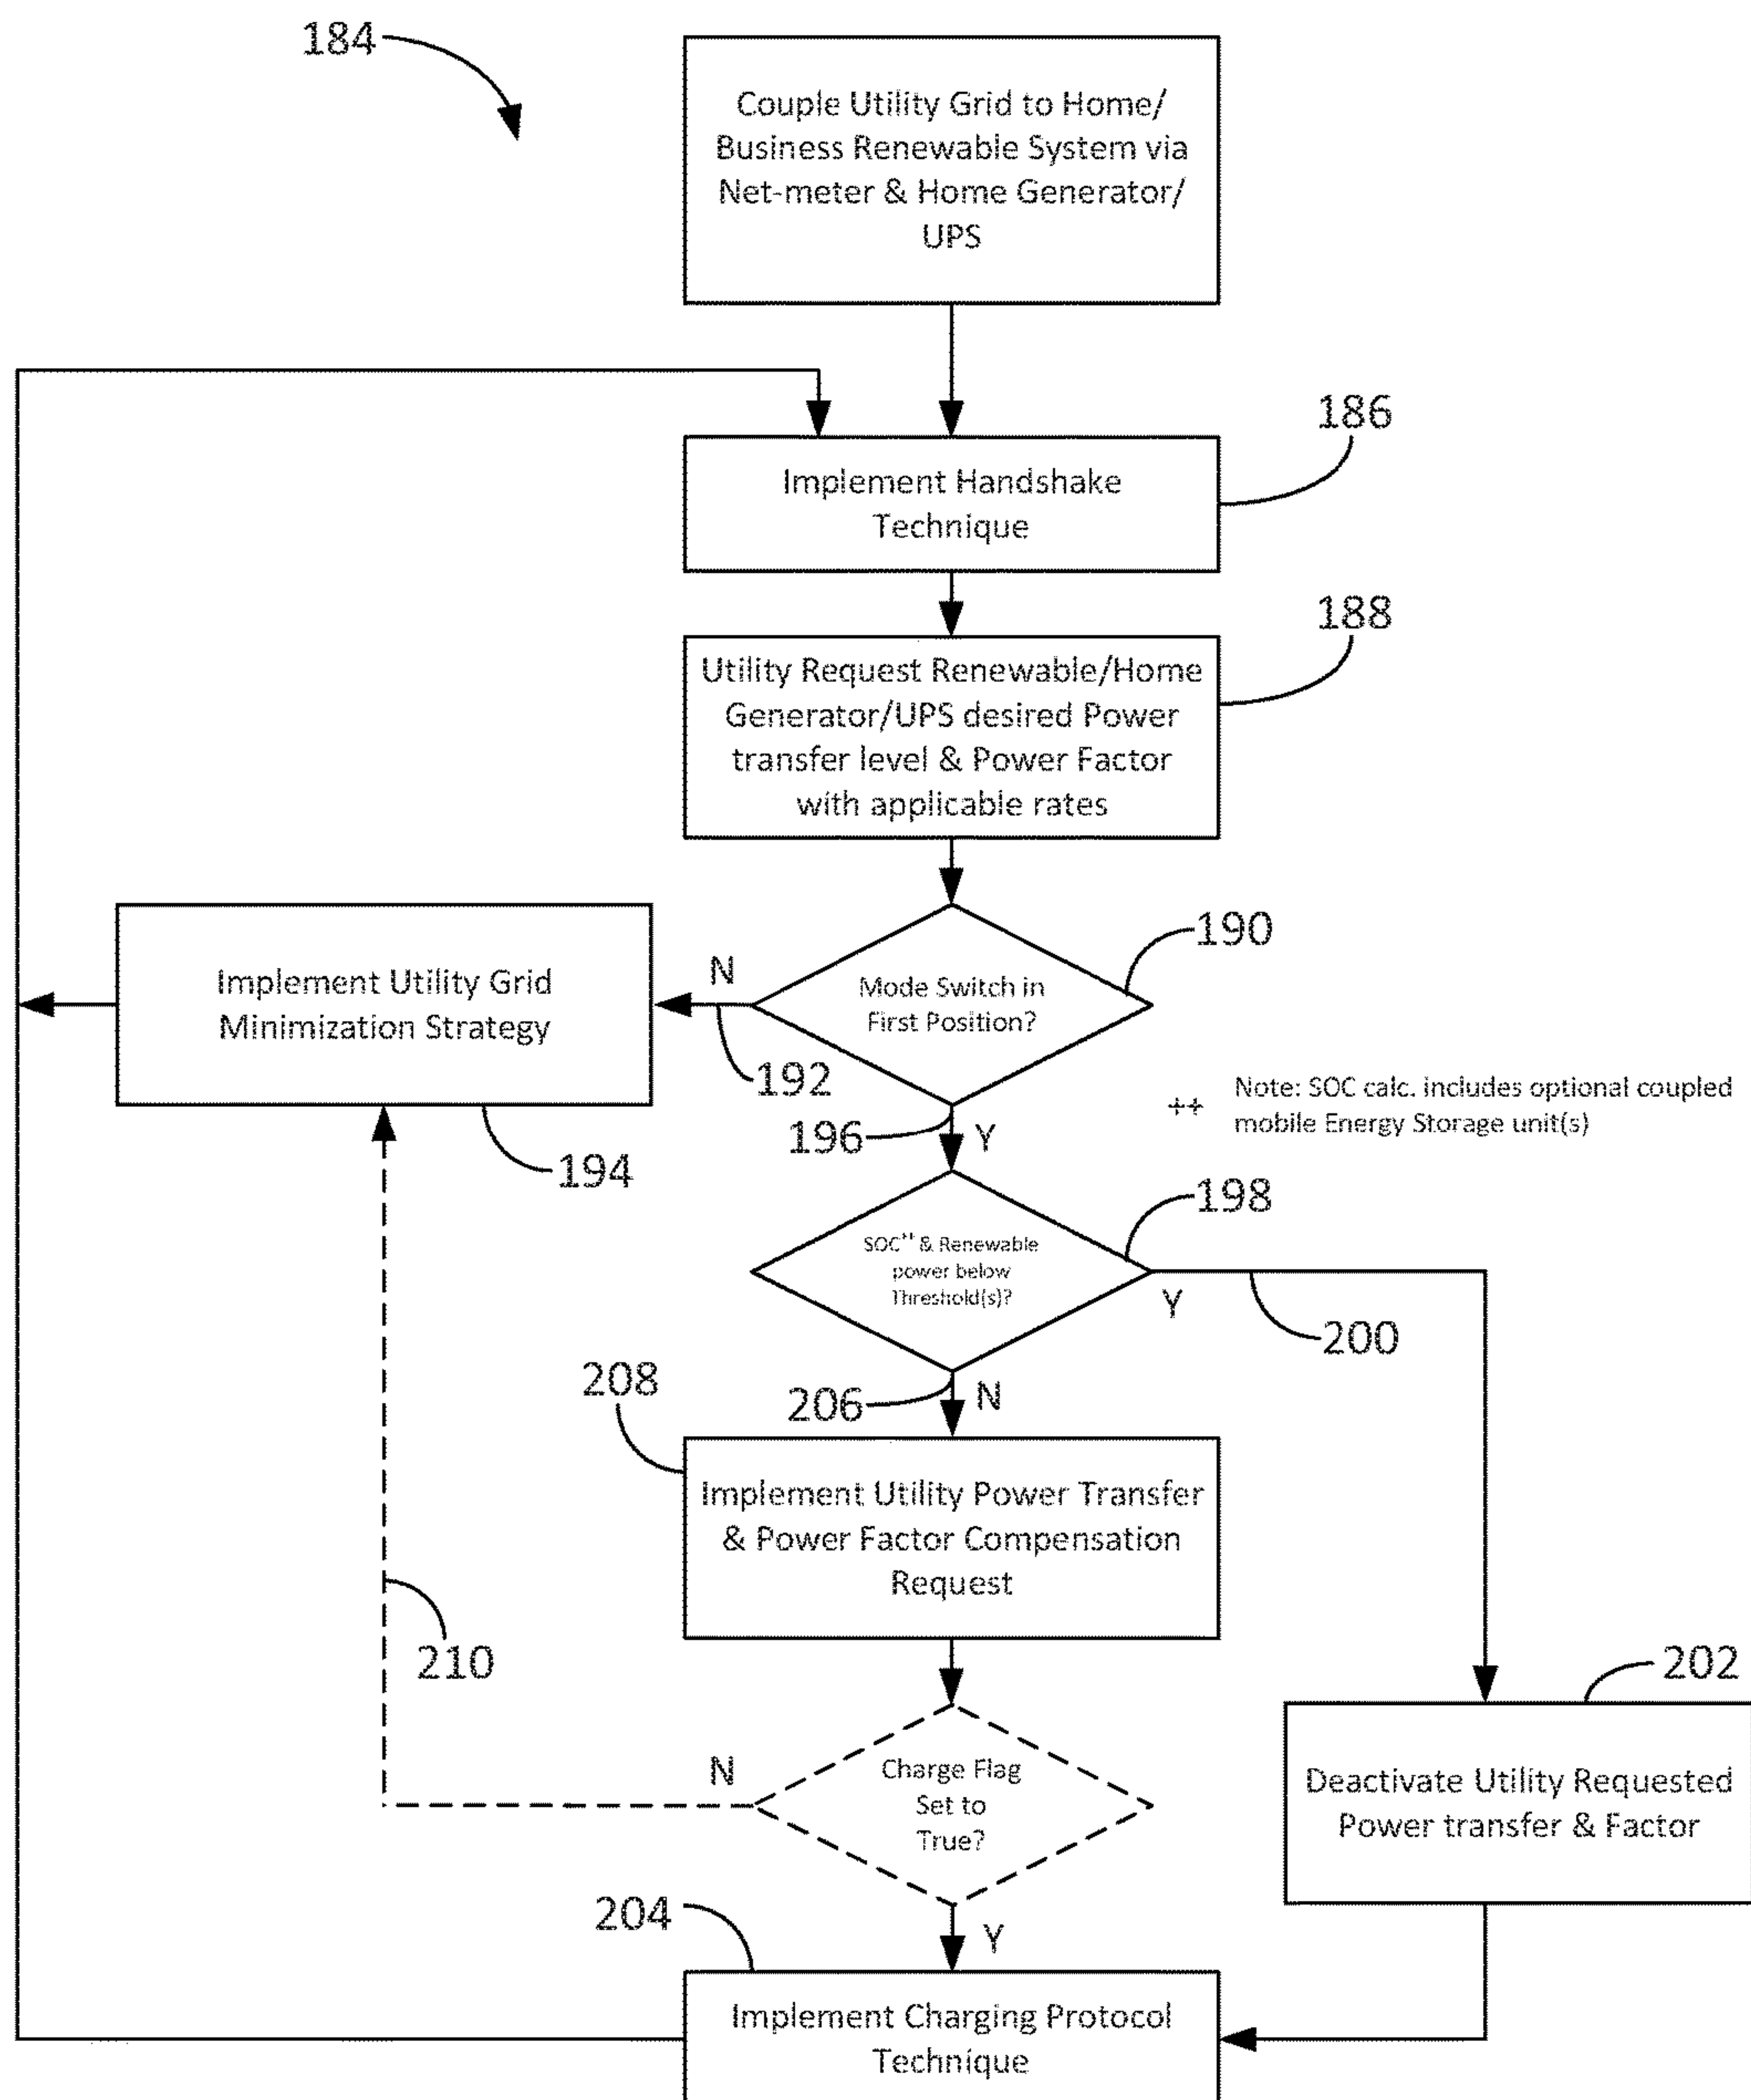 184
Couple Utility Grid to Home/
Business Renewable System via
Net-meter & Home Generator/
UPS
186
Implement Handshake
Technique
188
Utility Request Renewable/Home
Generator/UPS desired Power
transfer level & Power Factor
with applicable rates
190
Implement Utility Grid
Minimization Strategy
N
Mode Switch in
First Position?
192
++ Note: SOC calc. includes optional coupled
mobile Energy Storage unit(s)
196
Y
194
198
SOC++ & Renewable
power below
Threshold(s)?
Y
200
208
206
N
Implement Utility Power Transfer
& Power Factor Compensation
Request
210
202
N
Charge Flag
Set to
True?
Deactivate Utility Requested
Power transfer & Factor
204
Y
Implement Charging Protocol
Technique